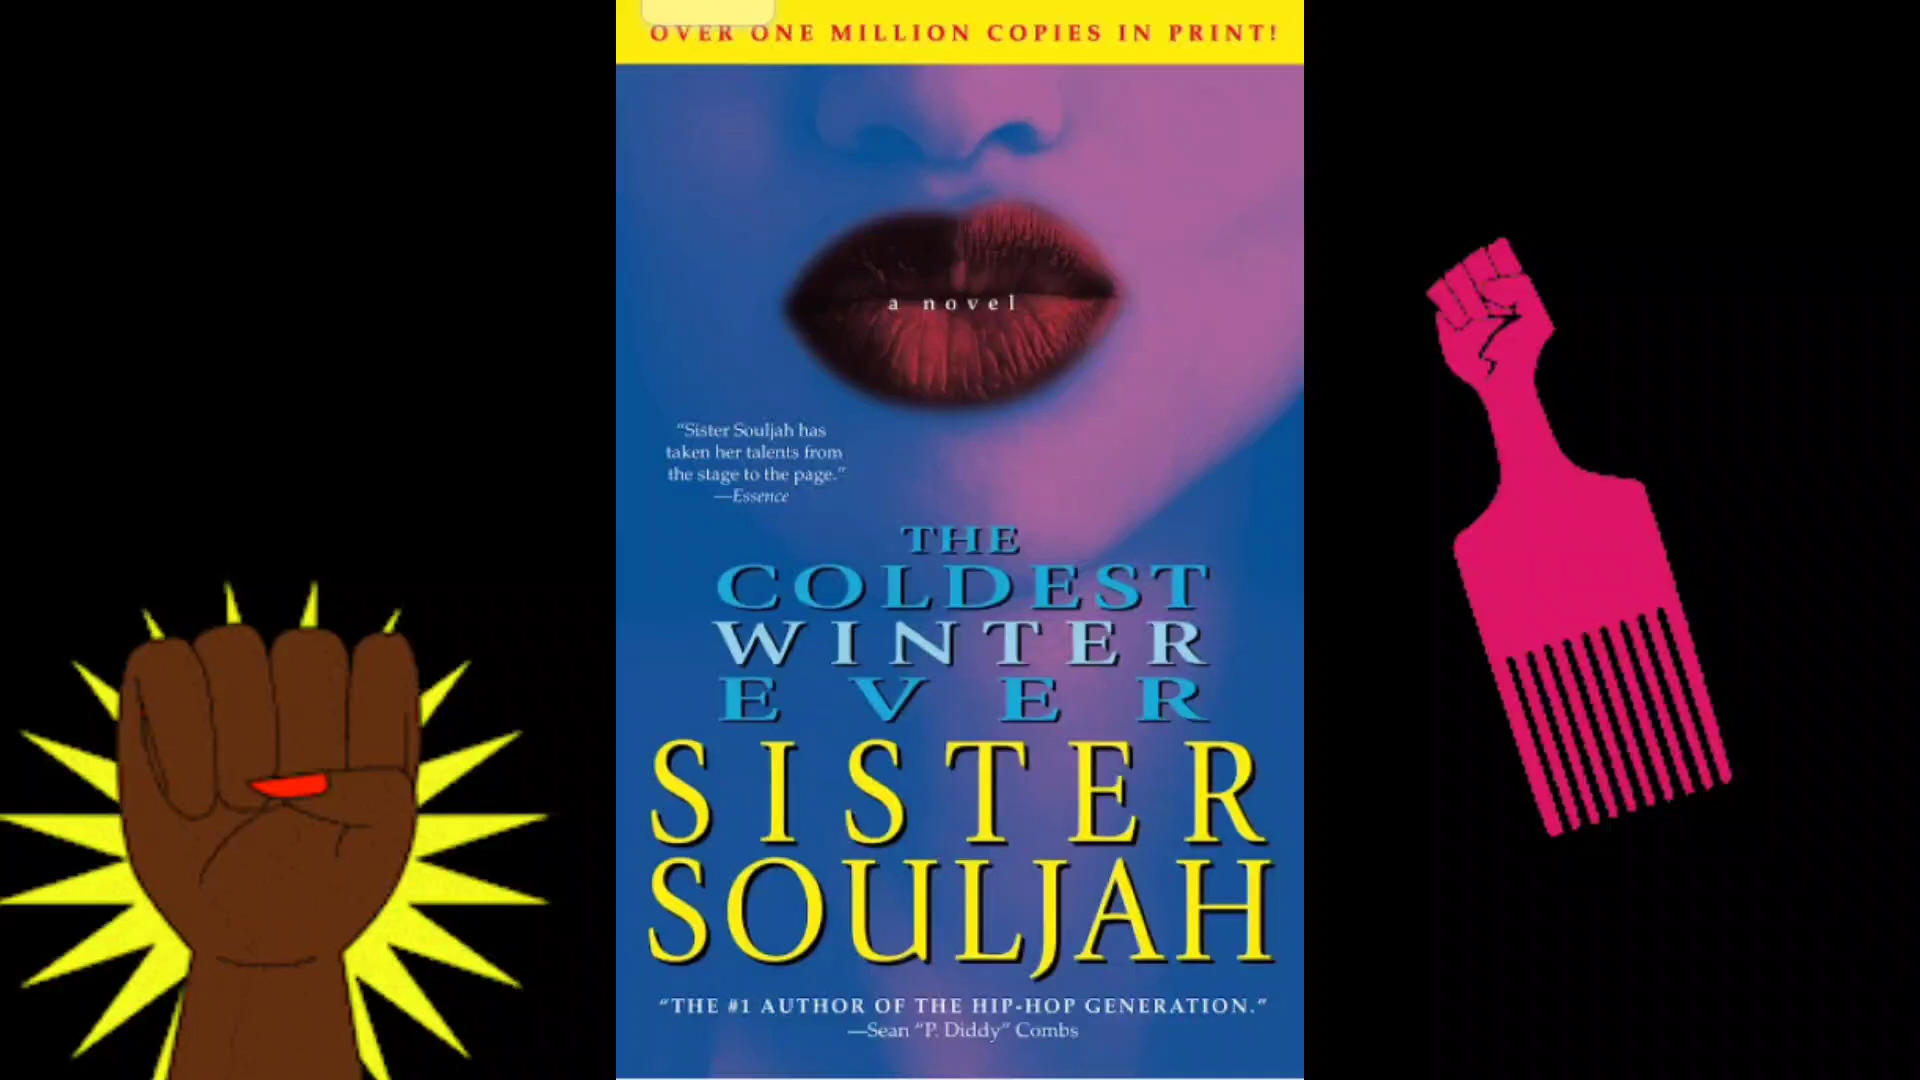 OVER ONE MILLION COPIES IN PRINT!
a novel
“Sister Souljah has
taken her talents from
the stage to the page.”
—Essence
THE
COLDEST
WINTER
EVER
SISTER
SOULJAH
“THE #1 AUTHOR OF THE HIP-HOP GENERATION.”
—Sean “P. Diddy” Combs